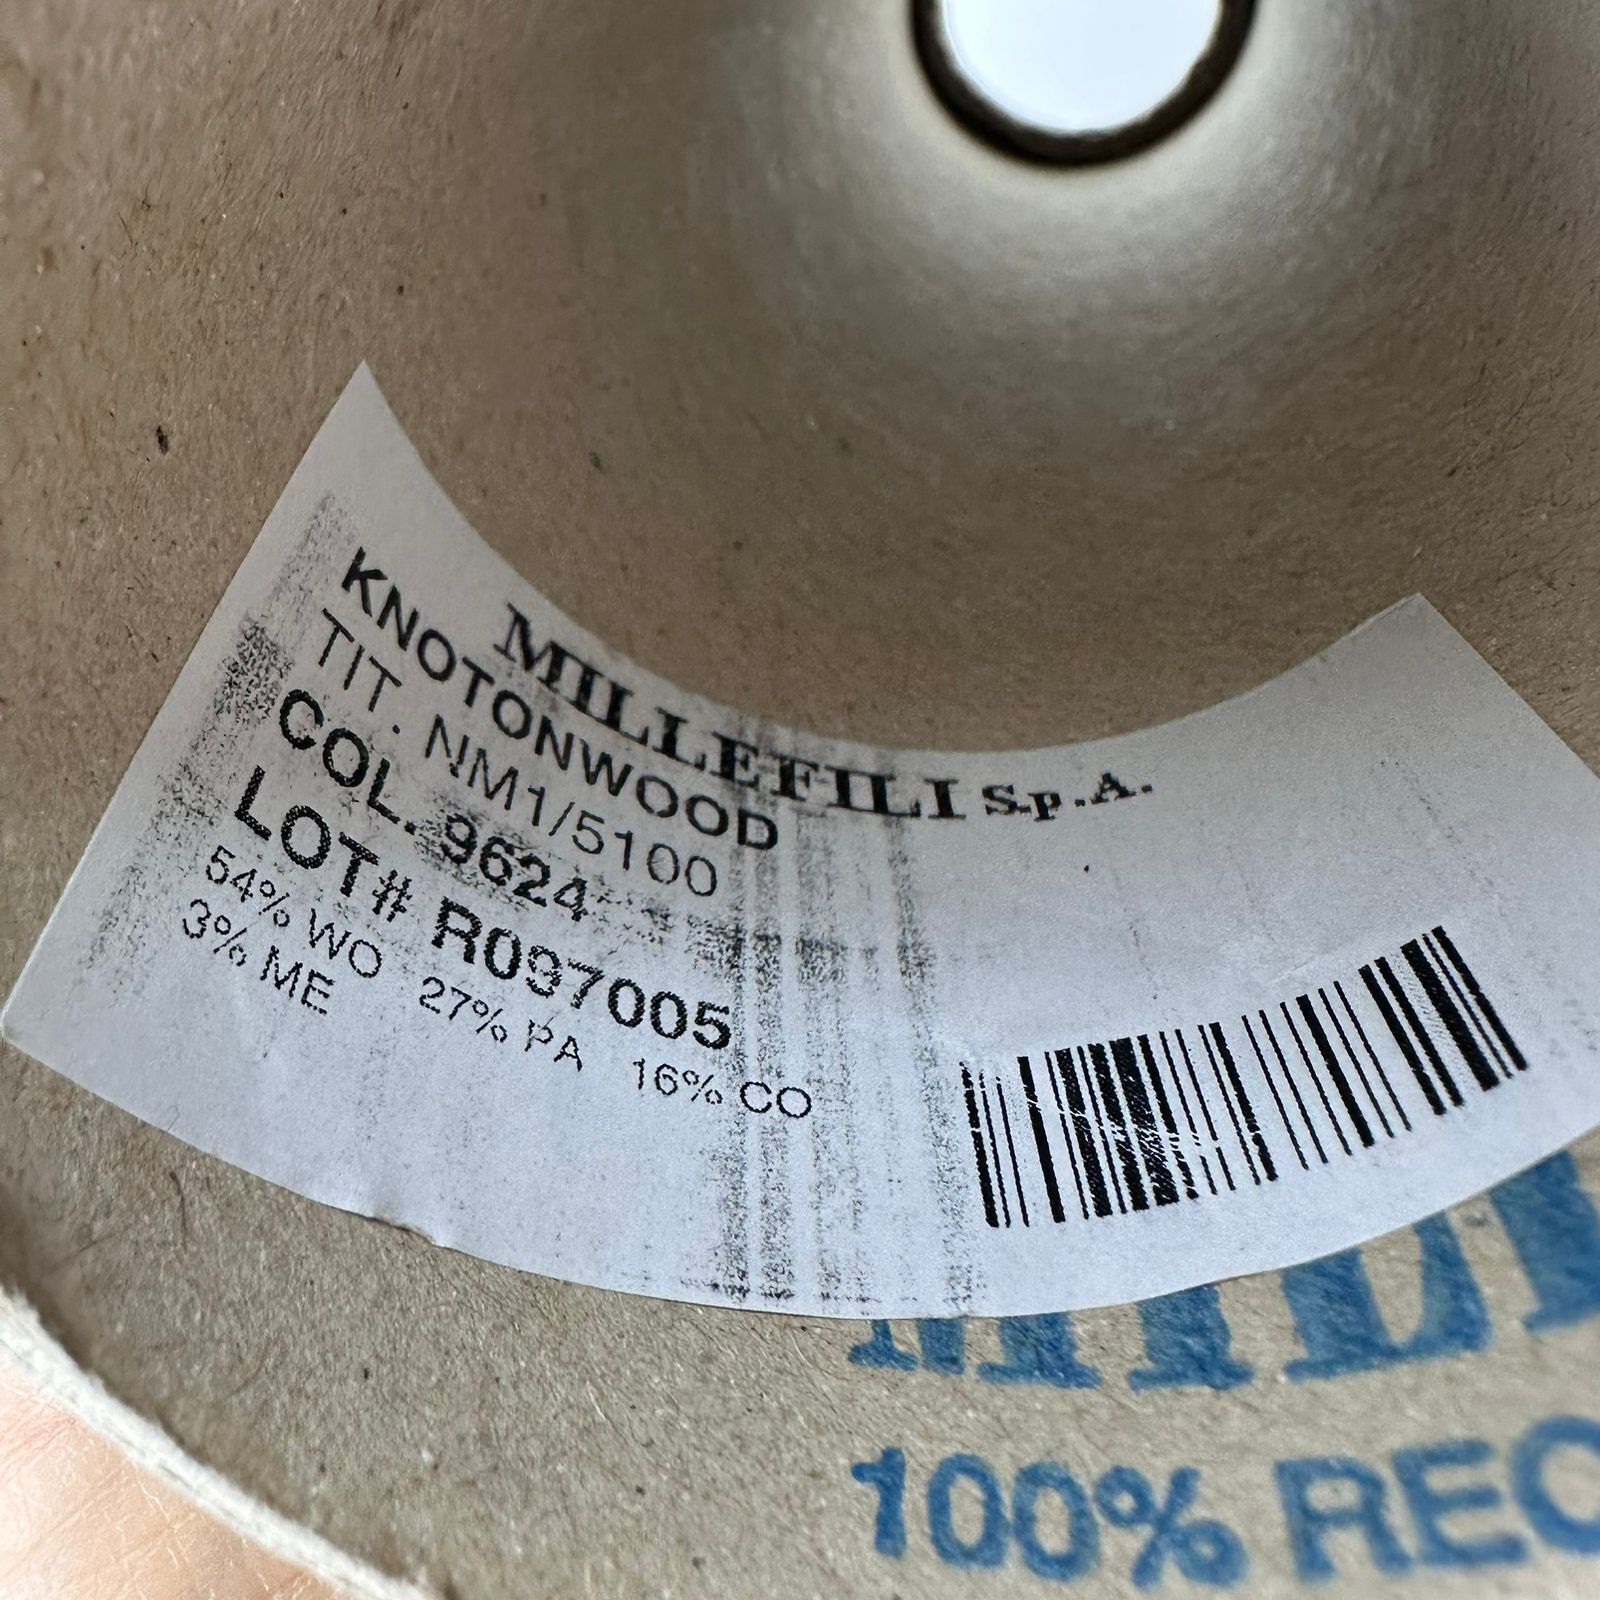 MILLEFILI S.p.A.
KNOTONWOOD
TIT. NM1/5100
COL. 9624
LOT# R097005
54% WO 27% PA 16% CO
3% ME
100% REC